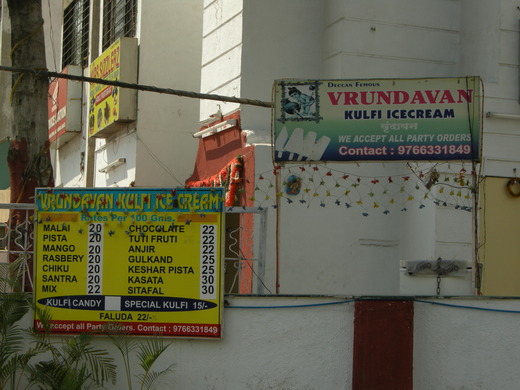 DECCAN FAMOUS
VRUNDAVAN
KULFI ICECREAM
वृंदावन
WE ACCEPT ALL PARTY ORDERS
Contact : 9766331849
VRUNDAVAN KULFI ICE CREAM
Rates Per 100 Gms.
MALAI 20 CHOCOLATE 22
PISTA 20 TUTI FRUTI 22
MANGO 20 ANJIR 22
RASBERY 20 GULKAND 25
CHIKU 20 KESHAR PISTA 25
SANTRA 20 KASATA 30
MIX 22 SITAFAL 30
KULFI CANDY SPECIAL KULFI 15/-
FALUDA 22/-
We accept all Party Orders. Contact : 9766331849